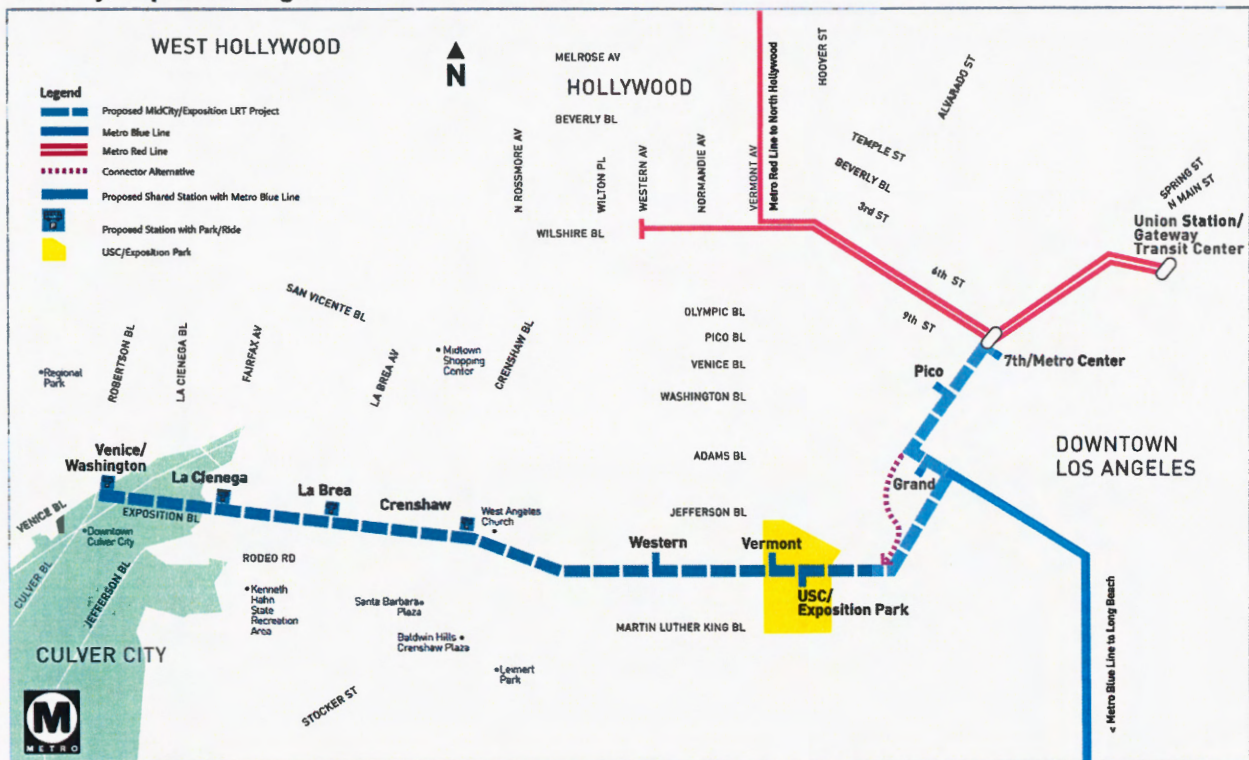 WEST HOLLYWOOD
N
Legend
Proposed MidCity/Exposition LRT Project
Metro Blue Line
Metro Red Line
Connector Alternative
Proposed Shared Station with Metro Blue Line
Proposed Station with Park/Ride
USC/Exposition Park
MELROSE AV
HOLLYWOOD
BEVERLY BL
N ROSSMORE AV
WILTON PL
WESTERN AV
NORMANDIE AV
VERMONT AV
Metro Red Line to North Hollywood
HOOVER ST
ALVARADO ST
TEMPLE ST
BEVERLY BL
3rd ST
SPRING ST
N MAIN ST
Union Station/
Gateway
Transit Center
WILSHIRE BL
6th ST
9th ST
SAN VICENTE BL
OLYMPIC BL
PICO BL
VENICE BL
WASHINGTON BL
ADAMS BL
JEFFERSON BL
7th/Metro Center
Pico
Regional
Park
ROBERTSON BL
LA CIENEGA BL
FAIRFAX AV
LA BREA AV
Midtown
Shopping
Center
CRENSHAW BL
DOWNTOWN
LOS ANGELES
Venice/
Washington
La Cienega
La Brea
Crenshaw
West Angeles
Church
Grand
VENICE BL
EXPOSITION BL
Downtown
Culver City
CULVER BL
JEFFERSON BL
RODEO RD
Western
Vermont
USC/
Exposition Park
Kenneth
Hahn
State
Recreation
Area
Santa Barbara
Plaza
Baldwin Hills
Crenshaw Plaza
MARTIN LUTHER KING BL
Leimert
Park
CULVER CITY
STOCKER ST
< Metro Blue Line to Long Beach
M
METRO